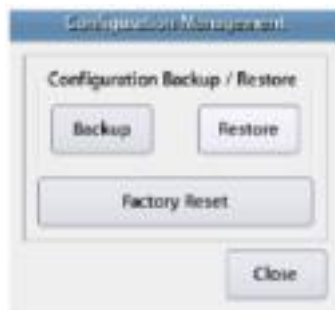 Configuration Management
Configuration Backup / Restore
Backup
Restore
Factory Reset
Close